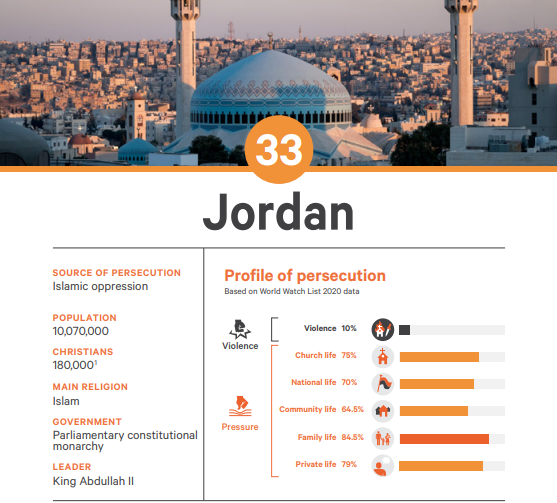 33
Jordan
SOURCE OF PERSECUTION
Islamic oppression
POPULATION
10,070,000
CHRISTIANS
180,000¹
MAIN RELIGION
Islam
GOVERNMENT
Parliamentary constitutional
monarchy
LEADER
King Abdullah II
Profile of persecution
Based on World Watch List 2020 data
Violence
Violence 10%
Church life 75%
National life 70%
Community life 64.5%
Pressure
Family life 84.5%
Private life 79%